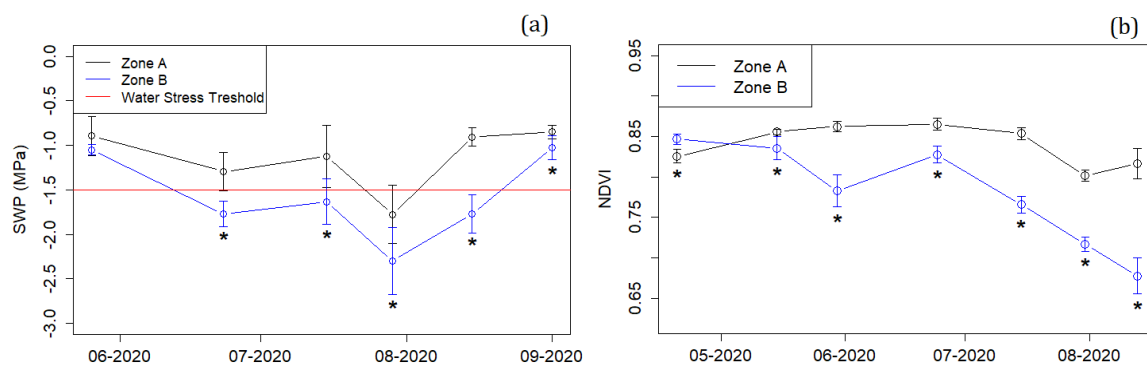 (a)
Zone A
Zone B
Water Stress Treshold
SWP (MPa)
0.0
-0.5
-1.0
-1.5
-2.0
-2.5
-3.0
* * * * *
06-2020 07-2020 08-2020 09-2020
(b)
Zone A
Zone B
NDVI
0.95
0.85
0.75
0.65
* * * * * * *
05-2020 06-2020 07-2020 08-2020